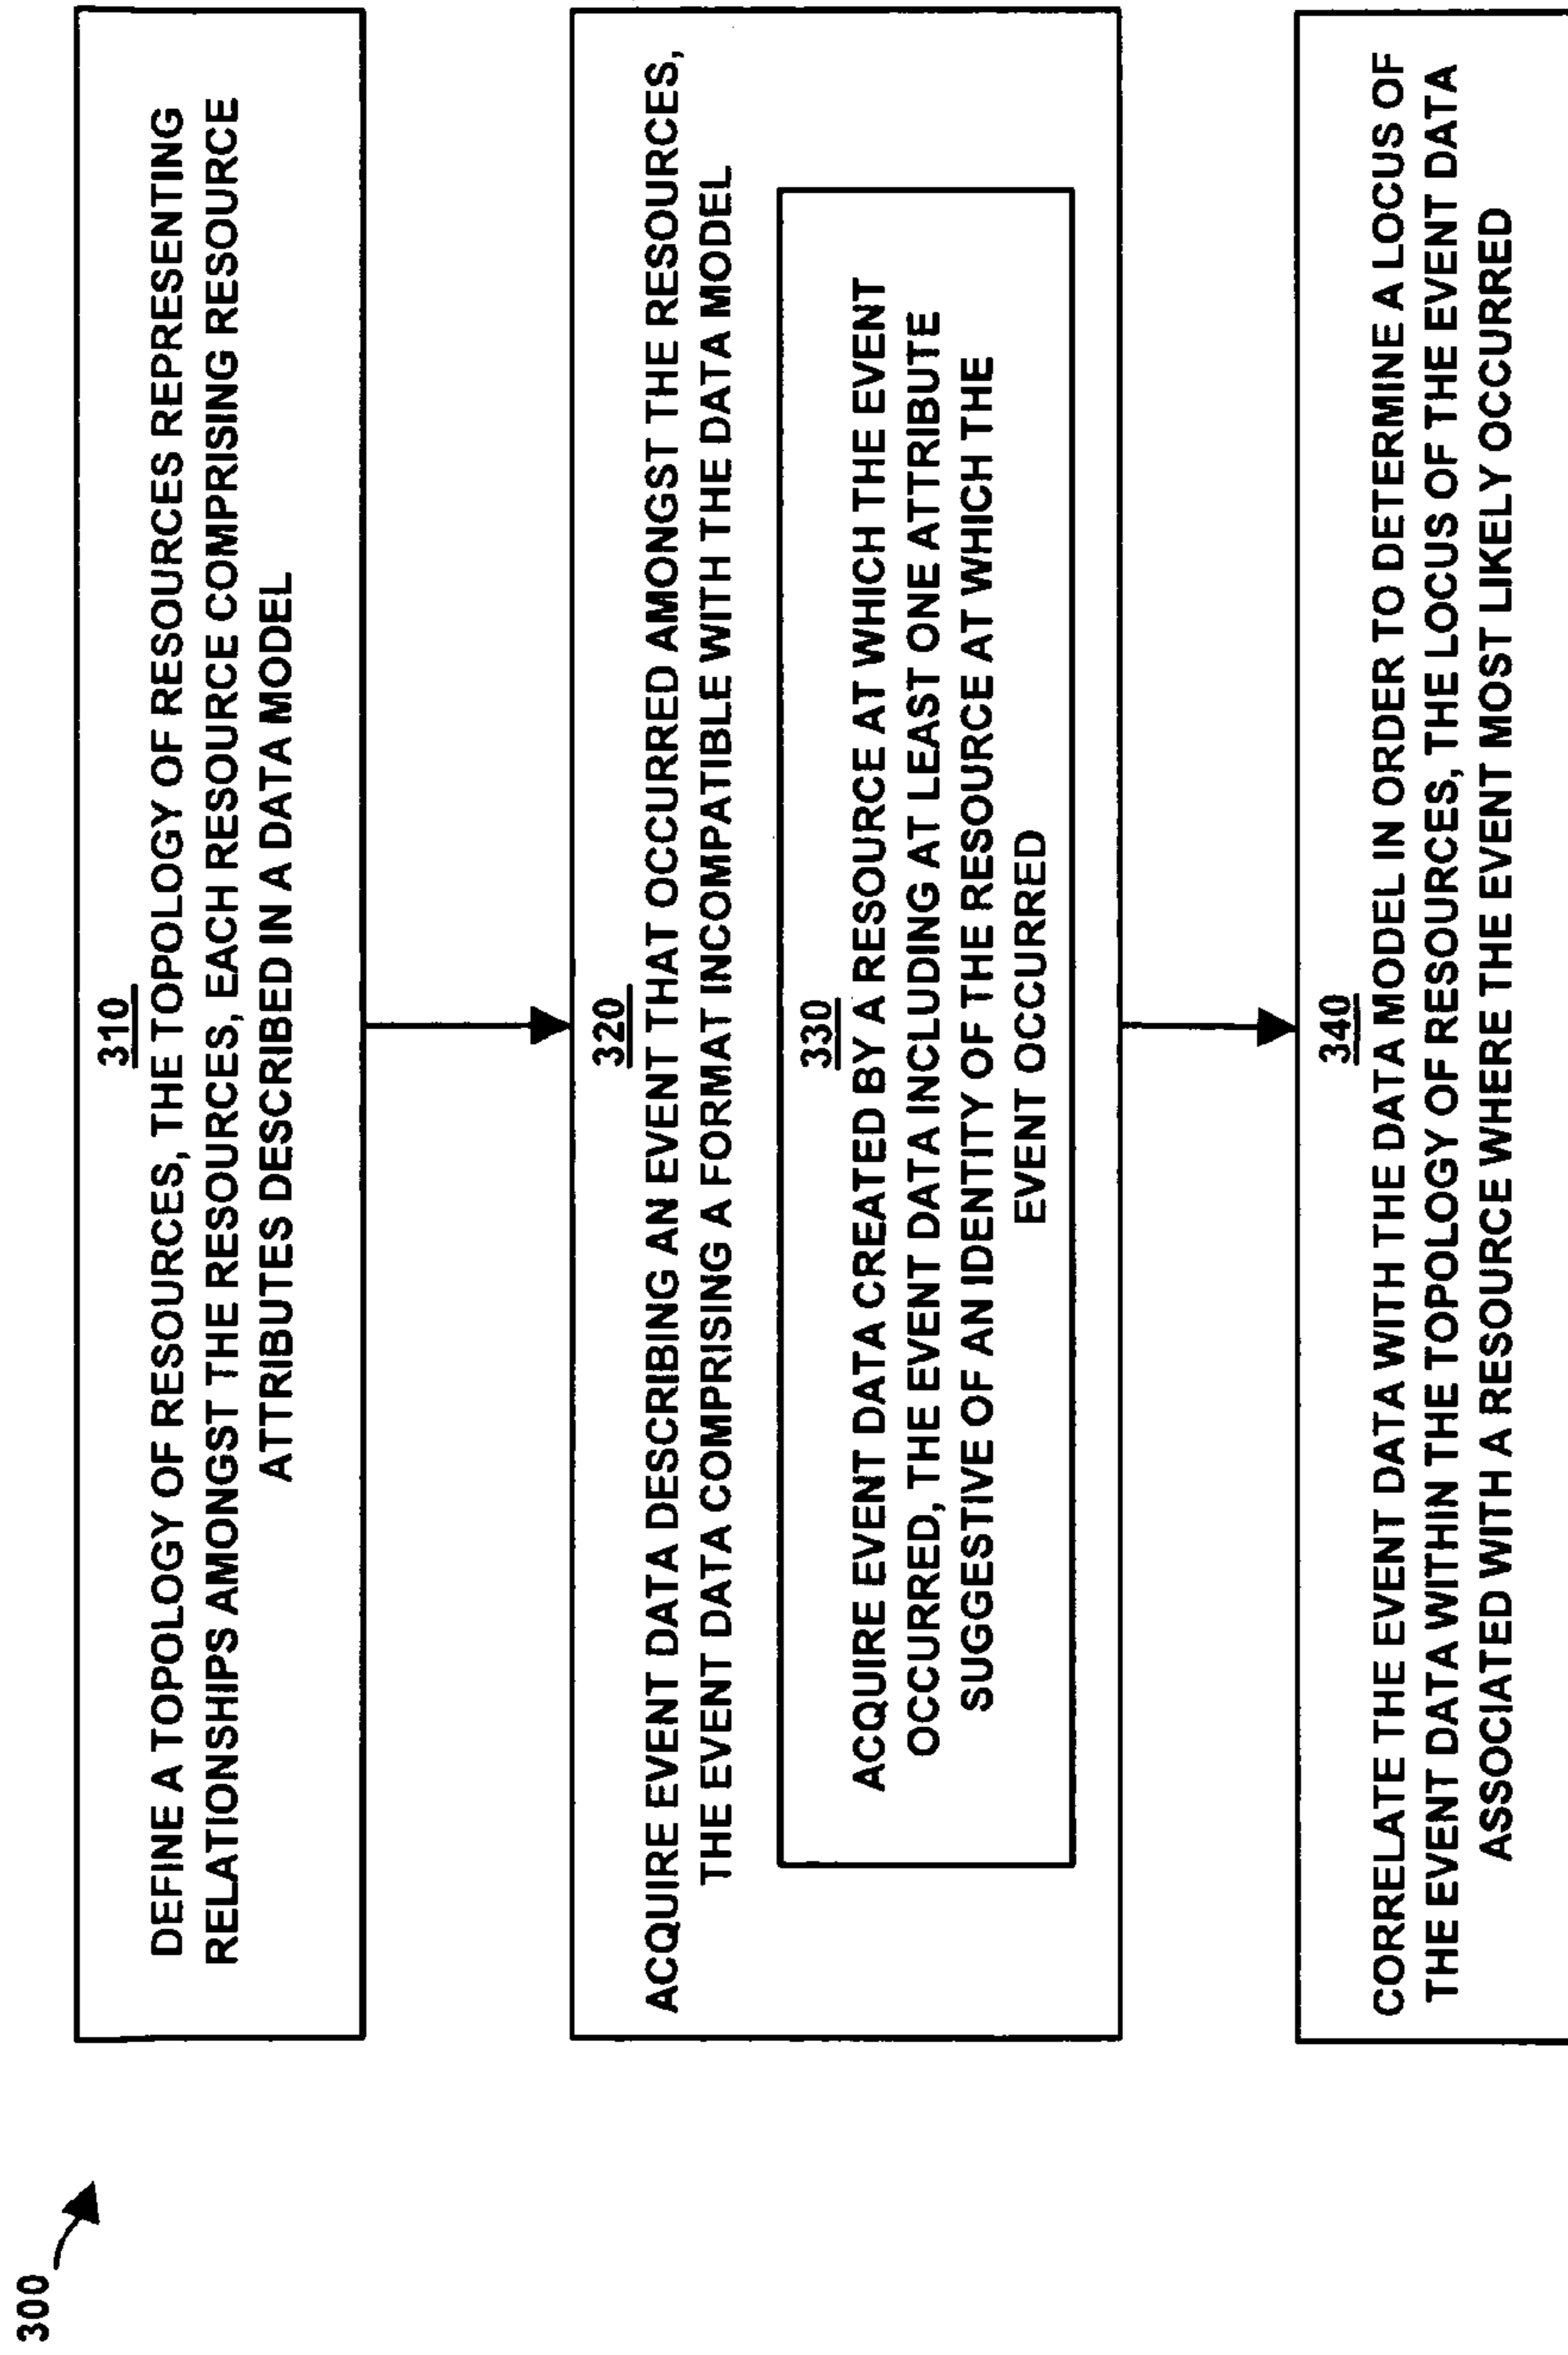 300
310
DEFINE A TOPOLOGY OF RESOURCES, THE TOPOLOGY OF RESOURCES REPRESENTING
RELATIONSHIPS AMONGST THE RESOURCES, EACH RESOURCE COMPRISING RESOURCE
ATTRIBUTES DESCRIBED IN A DATA MODEL
320
ACQUIRE EVENT DATA DESCRIBING AN EVENT THAT OCCURRED AMONGST THE RESOURCES,
THE EVENT DATA COMPRISING A FORMAT INCOMPATIBLE WITH THE DATA MODEL
330
ACQUIRE EVENT DATA CREATED BY A RESOURCE AT WHICH THE EVENT
OCCURRED, THE EVENT DATA INCLUDING AT LEAST ONE ATTRIBUTE
SUGGESTIVE OF AN IDENTITY OF THE RESOURCE AT WHICH THE
EVENT OCCURRED
340
CORRELATE THE EVENT DATA WITH THE DATA MODEL IN ORDER TO DETERMINE A LOCUS OF
THE EVENT DATA WITHIN THE TOPOLOGY OF RESOURCES, THE LOCUS OF THE EVENT DATA
ASSOCIATED WITH A RESOURCE WHERE THE EVENT MOST LIKELY OCCURRED